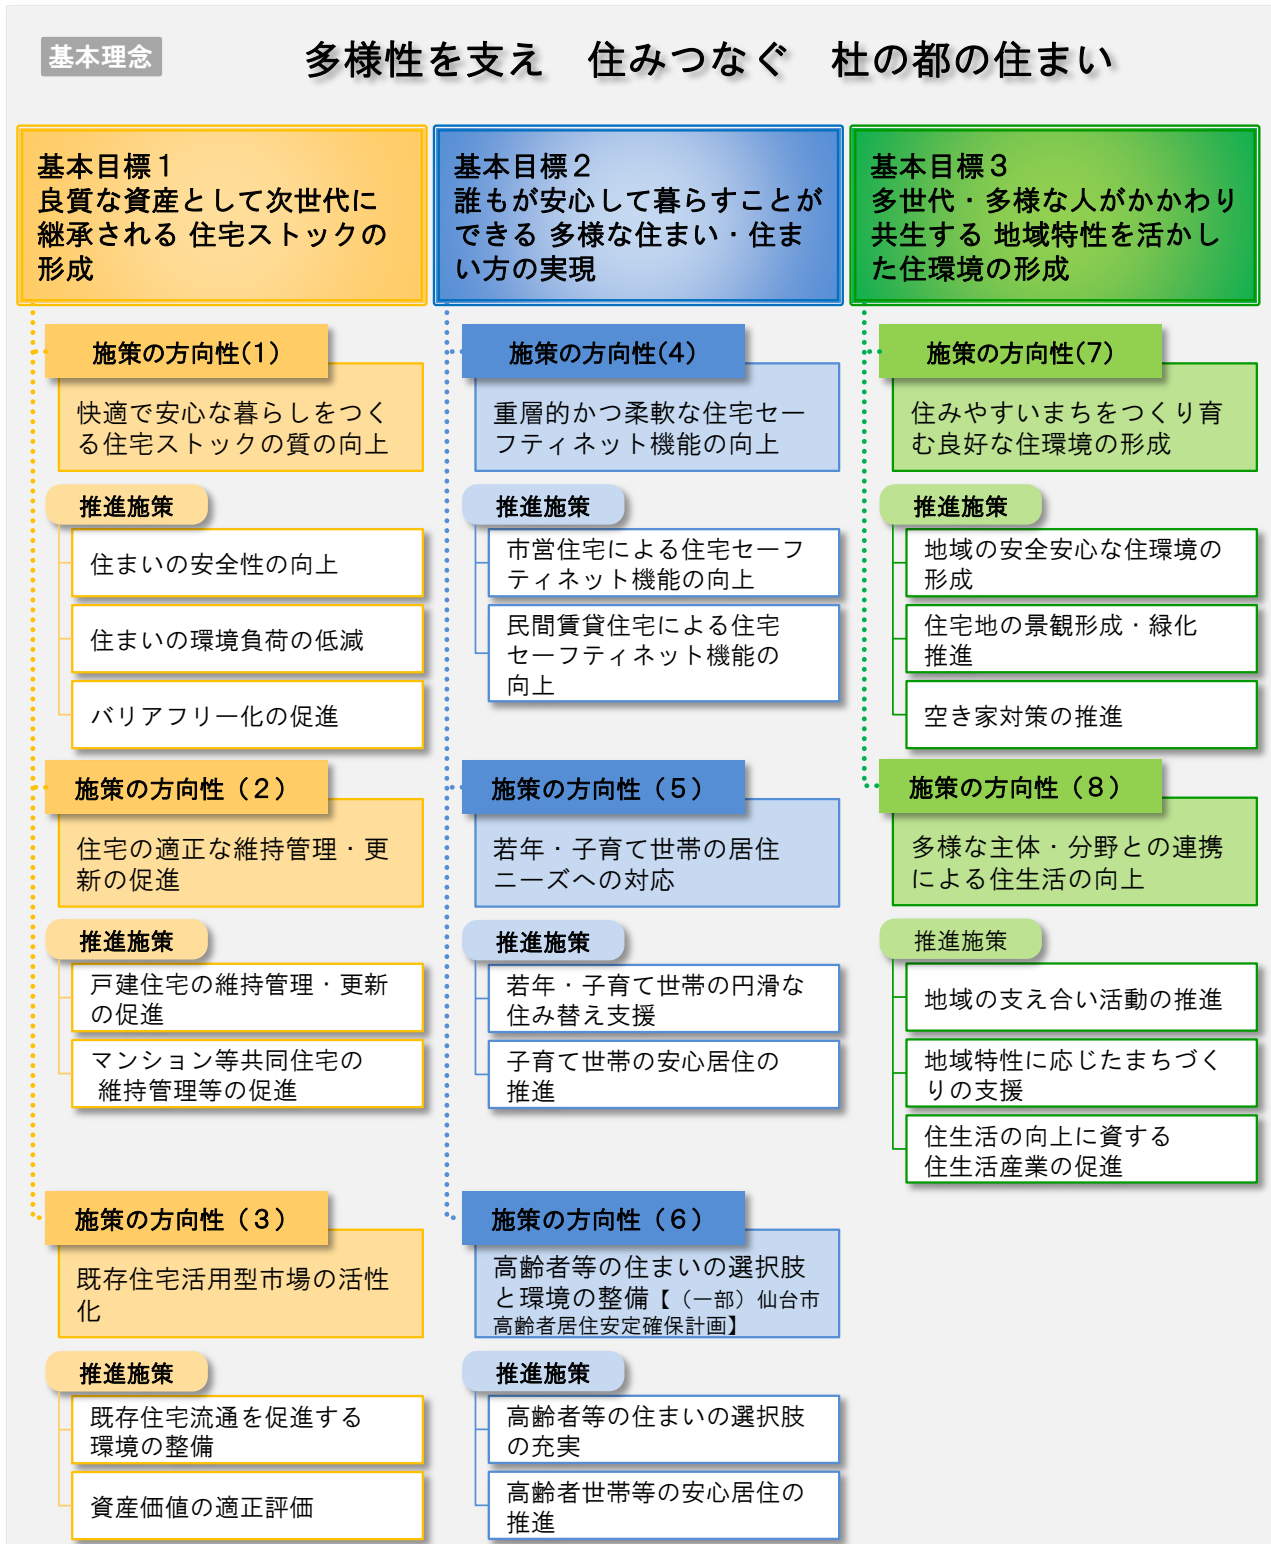 基本理念
多様性を支え　住みつなぐ　杜の都の住まい
基本目標１
良質な資産として次世代に
継承される 住宅ストックの
形成
施策の方向性(1)
快適で安心な暮らしをつく
る住宅ストックの質の向上
推進施策
住まいの安全性の向上
住まいの環境負荷の低減
バリアフリー化の促進
施策の方向性（２）
住宅の適正な維持管理・更
新の促進
推進施策
戸建住宅の維持管理・更新
の促進
マンション等共同住宅の
維持管理等の促進
施策の方向性（３）
既存住宅活用型市場の活性
化
推進施策
既存住宅流通を促進する
環境の整備
資産価値の適正評価
基本目標２
誰もが安心して暮らすことが
できる 多様な住まい・住ま
い方の実現
施策の方向性(4)
重層的かつ柔軟な住宅セー
フティネット機能の向上
推進施策
市営住宅による住宅セーフ
ティネット機能の向上
民間賃貸住宅による住宅
セーフティネット機能の
向上
施策の方向性（５）
若年・子育て世帯の居住
ニーズへの対応
推進施策
若年・子育て世帯の円滑な
住み替え支援
子育て世帯の安心居住の
推進
施策の方向性（６）
高齢者等の住まいの選択肢
と環境の整備【（一部）仙台市
高齢者居住安定確保計画】
推進施策
高齢者等の住まいの選択肢
の充実
高齢者世帯等の安心居住の
推進
基本目標３
多世代・多様な人がかかわり
共生する 地域特性を活かし
た住環境の形成
施策の方向性(7)
住みやすいまちをつくり育
む良好な住環境の形成
推進施策
地域の安全安心な住環境の
形成
住宅地の景観形成・緑化
推進
空き家対策の推進
施策の方向性（８）
多様な主体・分野との連携
による住生活の向上
推進施策
地域の支え合い活動の推進
地域特性に応じたまちづく
りの支援
住生活の向上に資する
住生活産業の促進